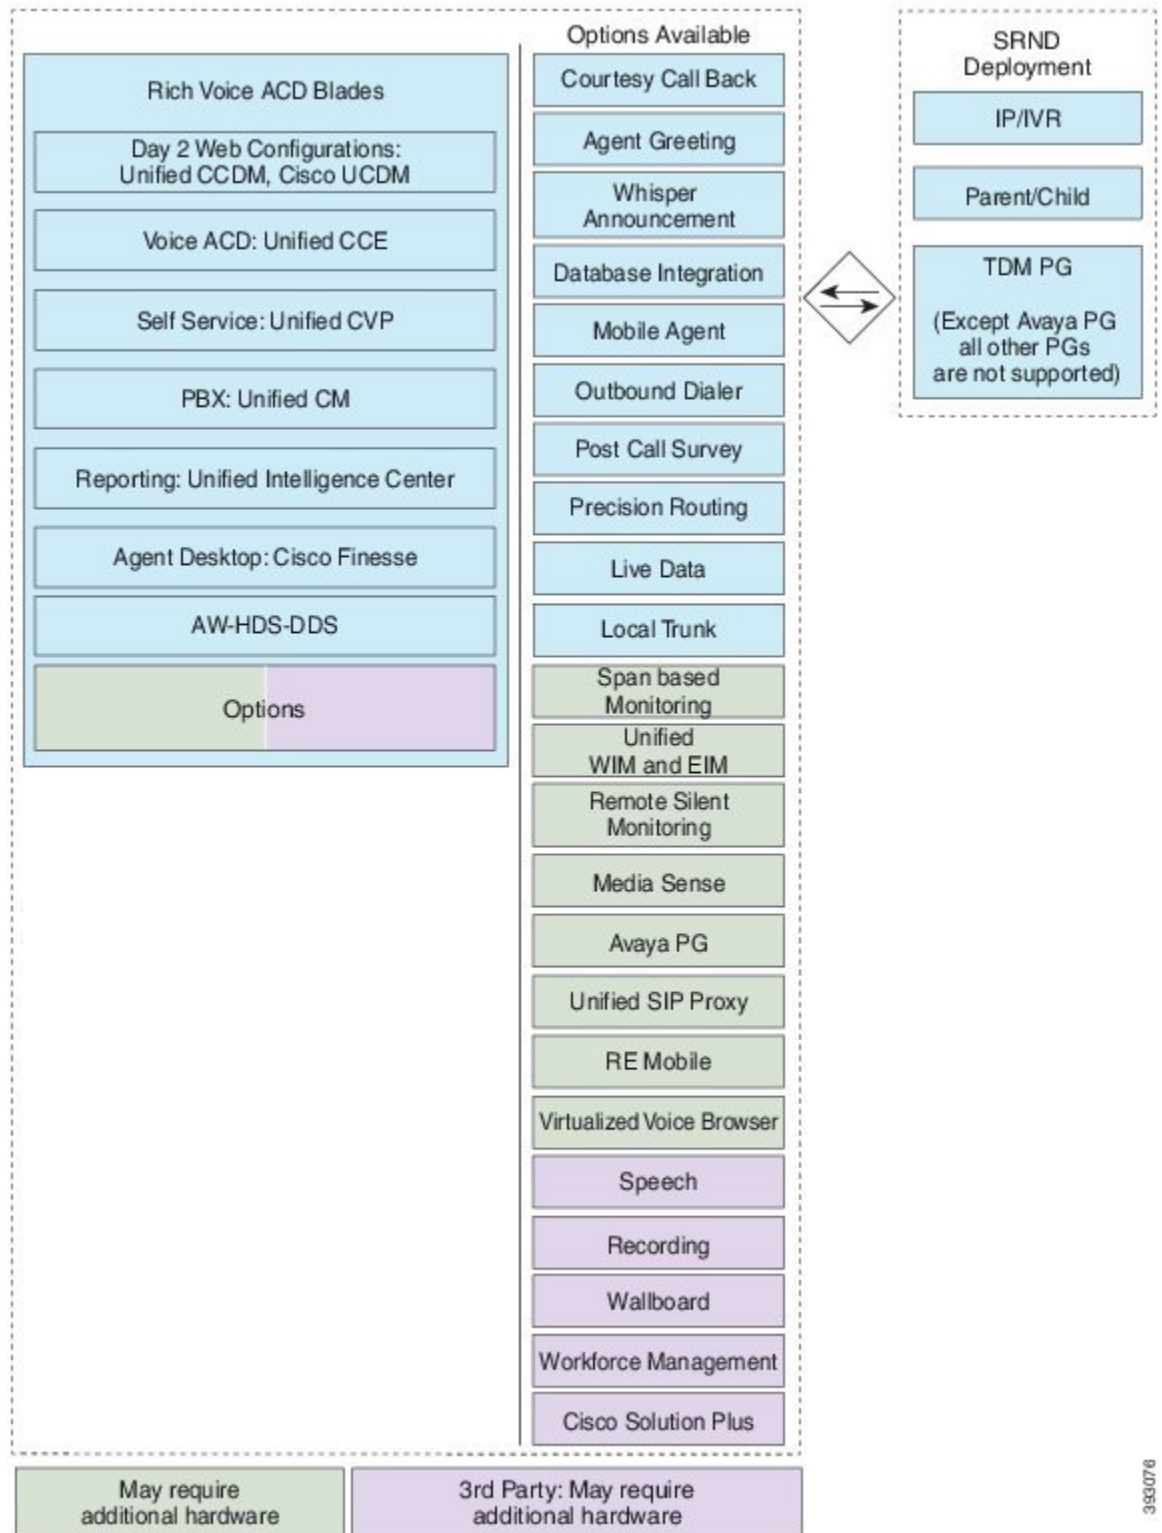 Rich Voice ACD Blades
Day 2 Web Configurations:
Unified CCDM, Cisco UCDM
Voice ACD: Unified CCE
Self Service: Unified CVP
PBX: Unified CM
Reporting: Unified Intelligence Center
Agent Desktop: Cisco Finesse
AW-HDS-DDS
Options
Options Available
Courtesy Call Back
Agent Greeting
Whisper
Announcement
Database Integration
Mobile Agent
Outbound Dialer
Post Call Survey
Precision Routing
Live Data
Local Trunk
Span based
Monitoring
Unified
WIM and EIM
Remote Silent
Monitoring
Media Sense
Avaya PG
Unified SIP Proxy
RE Mobile
Virtualized Voice Browser
Speech
Recording
Wallboard
Workforce Management
Cisco Solution Plus
SRND
Deployment
IP/IVR
Parent/Child
TDM PG
(Except Avaya PG
all other PGs
are not supported)
May require
additional hardware
3rd Party: May require
additional hardware
393076